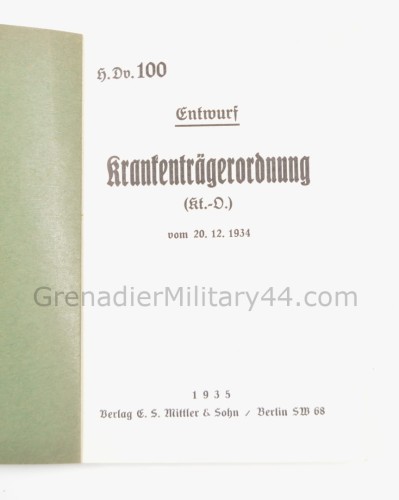 H. Dv. 100
Entwurf
Krankenträgerordnung
(Kt.-O.)
vom 20. 12. 1934
GrenadierMilitary44.com
1935
Verlag E. S. Mittler & Sohn / Berlin SW 68